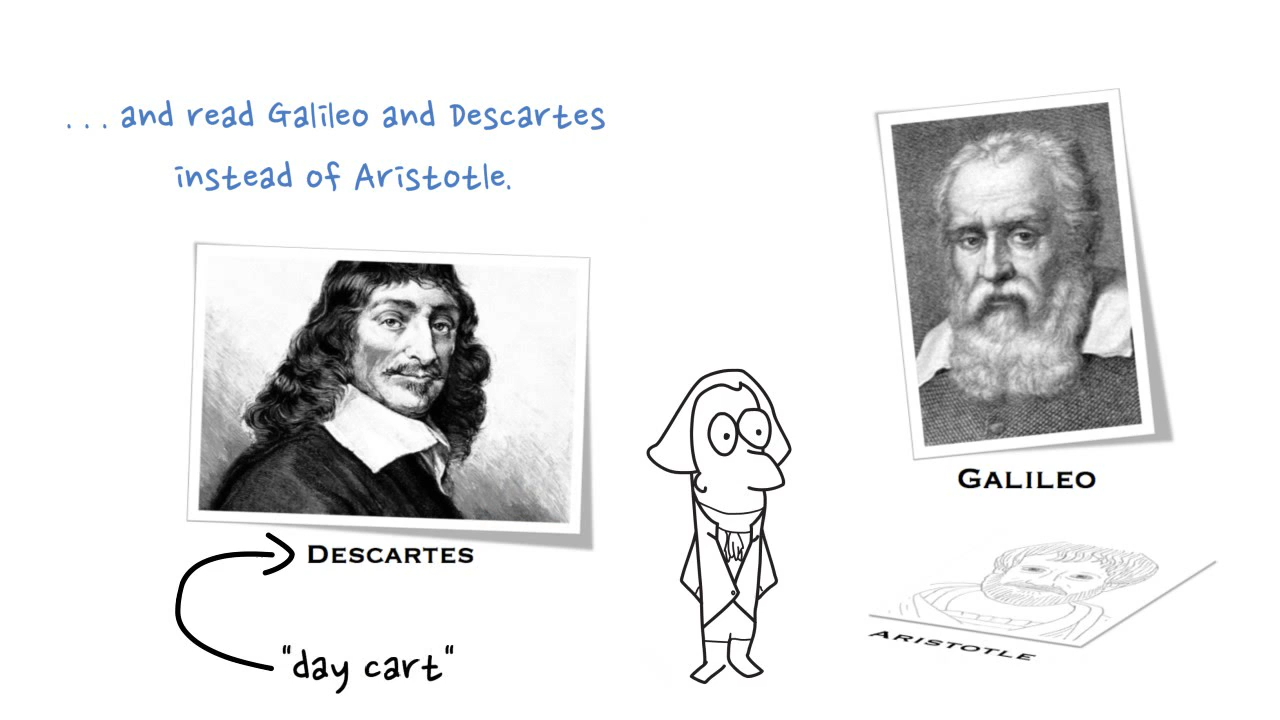 . . . and read Galileo and Descartes
instead of Aristotle.
GALILEO
DESCARTES
ARISTOTLE
"day cart"